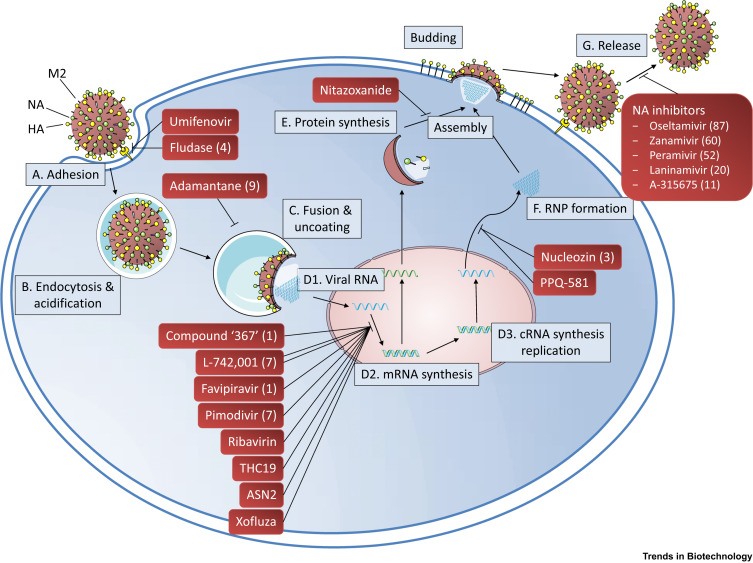 Budding
G. Release
M2
NA
HA
Nitazoxanide
NA inhibitors
– Oseltamivir (87)
– Zanamivir (60)
– Peramivir (52)
– Laninamivir (20)
– A-315675 (11)
Umifenovir
Fludase (4)
E. Protein synthesis
Assembly
A. Adhesion
Adamantane (9)
C. Fusion &
uncoating
F. RNP formation
B. Endocytosis &
acidification
D1. Viral RNA
Nucleozin (3)
PPQ-581
Compound ‘367’ (1)
L-742,001 (7)
Favipiravir (1)
Pimodivir (7)
Ribavirin
THC19
ASN2
Xofluza
D2. mRNA synthesis
D3. cRNA synthesis
replication
Trends in Biotechnology